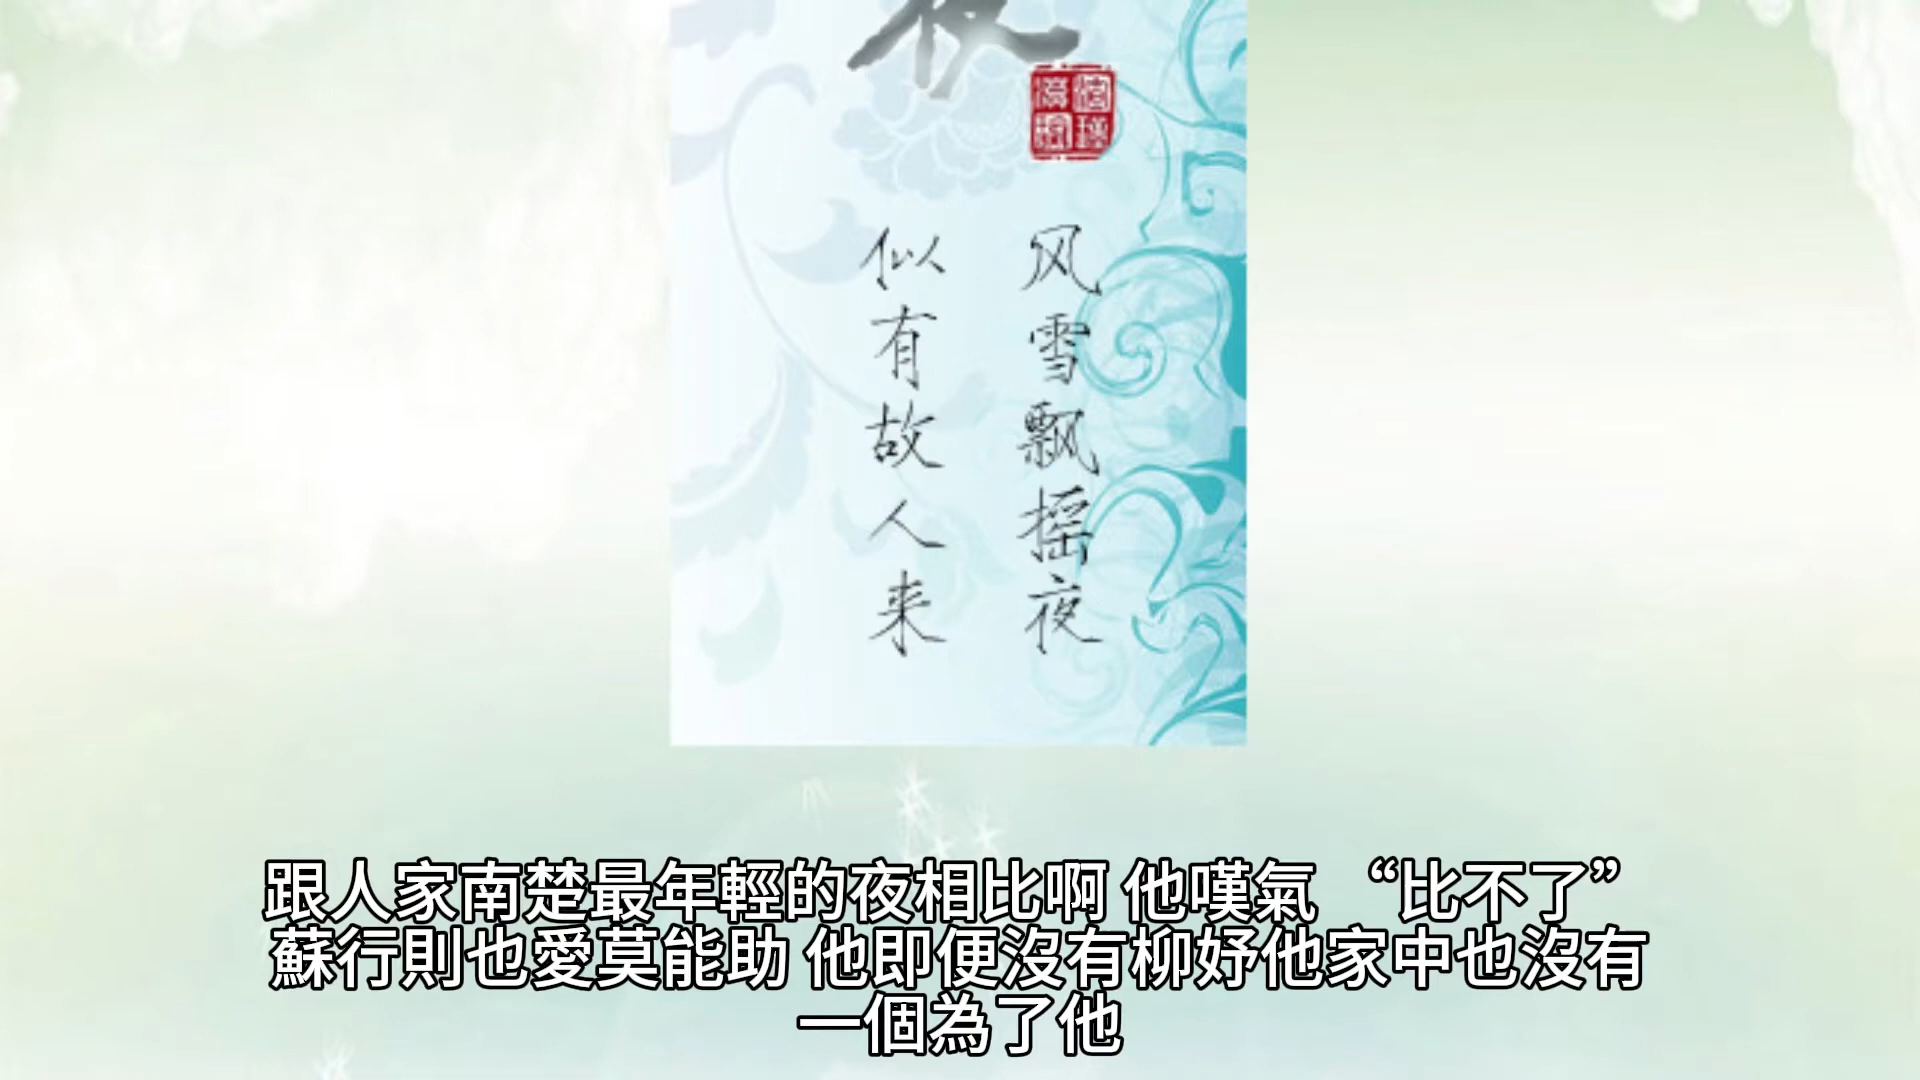 夜
风雪飘摇夜
似有故人来
跟人家南楚最年輕的夜相比啊 他嘆氣 “比不了”
蘇行則也愛莫能助 他即便沒有柳妤他家中也沒有
一個為了他